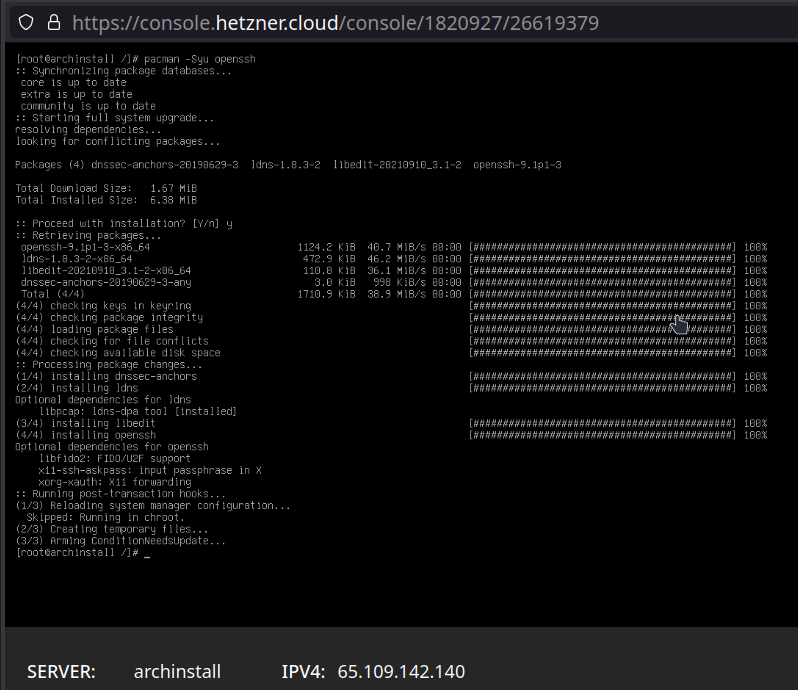 https://console.hetzner.cloud/console/1820927/26619379
[root@archinstall /]# pacman -Syu openssh
:: Synchronizing package databases...
 core is up to date
 extra is up to date
 community is up to date
:: Starting full system upgrade...
resolving dependencies...
looking for conflicting packages...
Packages (4) dnssec-anchors-20190629-3  ldns-1.8.3-2  libedit-20210910_3.1-2  openssh-9.1p1-3
Total Download Size:   1.67 MiB
Total Installed Size:  6.38 MiB
:: Proceed with installation? [Y/n] y
:: Retrieving packages...
 openssh-9.1p1-3-x86_64 1124.2 KiB 40.7 MiB/s 00:00 [############################################] 100%
 ldns-1.8.3-2-x86_64 472.9 KiB 46.2 MiB/s 00:00 [############################################] 100%
 libedit-20210910_3.1-2-x86_64 110.8 KiB 36.1 MiB/s 00:00 [############################################] 100%
 dnssec-anchors-20190629-3-any 3.0 KiB 998 KiB/s 00:00 [############################################] 100%
 Total (4/4) 1710.9 KiB 38.9 MiB/s 00:00 [############################################] 100%
(4/4) checking keys in keyring [############################################] 100%
(4/4) checking package integrity [############################################] 100%
(4/4) loading package files [############################################] 100%
(4/4) checking for file conflicts [############################################] 100%
(4/4) checking available disk space [############################################] 100%
:: Processing package changes...
(1/4) installing dnssec-anchors [############################################] 100%
(2/4) installing ldns [############################################] 100%
Optional dependencies for ldns
    libpcap: ldns-dpa tool [installed]
(3/4) installing libedit [############################################] 100%
(4/4) installing openssh [############################################] 100%
Optional dependencies for openssh
    libfido2: FIDO/U2F support
    x11-ssh-askpass: input passphrase in X
    xorg-xauth: X11 forwarding
:: Running post-transaction hooks...
(1/3) Reloading system manager configuration...
  Skipped: Running in chroot.
(2/3) Creating temporary files...
(3/3) Arming ConditionNeedsUpdate...
[root@archinstall /]# _
SERVER: archinstall IPV4: 65.109.142.140